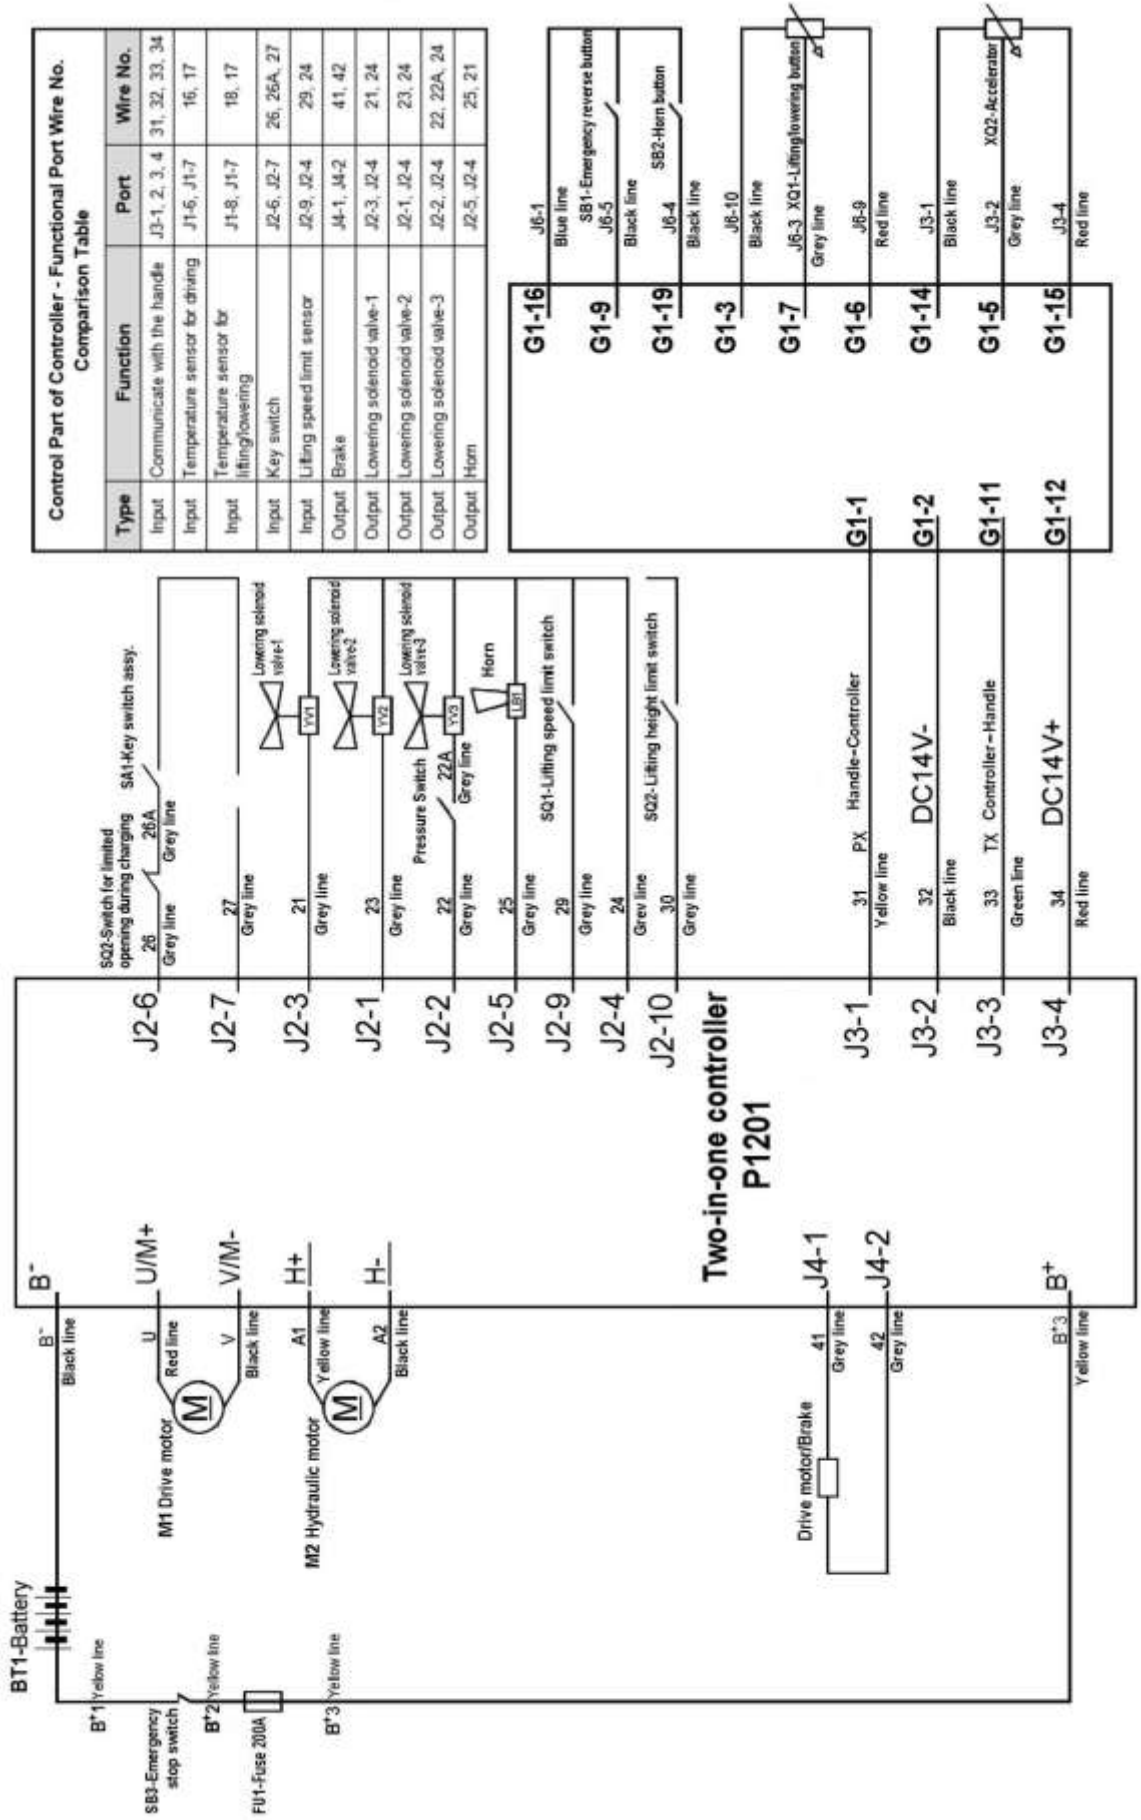 BT1-Battery
B+1 Yellow line
SB3-Emergency
stop switch
B+2 Yellow line
FU1-Fuse 200A
B+3 Yellow line
B-
Black line
U
Red line
M
M1 Drive motor
V
Black line
A1
Yellow line
M
M2 Hydraulic motor
A2
Black line
41
Grey line
Drive motor/Brake
42
Grey line
B+3
Yellow line
B-
U/M+
V/M-
H+
H-
J4-1
J4-2
B+
Two-in-one controller
P1201
J2-6
J2-7
J2-3
J2-1
J2-2
J2-5
J2-9
J2-4
J2-10
J3-1
J3-2
J3-3
J3-4
SQ2-Switch for limited
opening during charging
26
Grey line
26A
Grey line
SA1-Key switch assy.
27
Grey line
21
Grey line
YV1
Lowering solenoid
valve-1
23
Grey line
YV2
Lowering solenoid
valve-2
22
Grey line
Pressure Switch
22A
Grey line
YV3
Lowering solenoid
valve-3
25
Grey line
LB1
Horn
29
Grey line
SQ1-Lifting speed limit switch
24
Grev line
30
Grey line
SQ2- Lifting height limit switch
31 PX Handle-Controller
Yellow line
32 DC14V-
Black line
33 TX Controller-Handle
Green line
34 DC14V+
Red line
G1-1
G1-2
G1-11
G1-12
G1-16
G1-9
G1-19
G1-3
G1-7
G1-6
G1-14
G1-5
G1-15
J6-1
Blue line
SB1-Emergency reverse button
J6-5
Black line
SB2-Horn button
J6-4
Black line
J6-10
Black line
J6-3 XQ1-Lifting/lowering button
Grey line
J6-9
Red line
J3-1
Black line
J3-2 XQ2-Accelerator
Grey line
J3-4
Red line
Control Part of Controller - Functional Port Wire No.
Comparison Table
Type Function Port Wire No.
Input Communicate with the handle J3-1, 2, 3, 4 31, 32, 33, 34
Input Temperature sensor for driving J1-6, J1-7 16, 17
Input Temperature sensor for lifting/lowering J1-8, J1-7 18, 17
Input Key switch J2-6, J2-7 26, 26A, 27
Input Lifting speed limit sensor J2-9, J2-4 29, 24
Output Brake J4-1, J4-2 41, 42
Output Lowering solenoid valve-1 J2-3, J2-4 21, 24
Output Lowering solenoid valve-2 J2-1, J2-4 23, 24
Output Lowering solenoid valve-3 J2-2, J2-4 22, 22A, 24
Output Horn J2-5, J2-4 25, 21